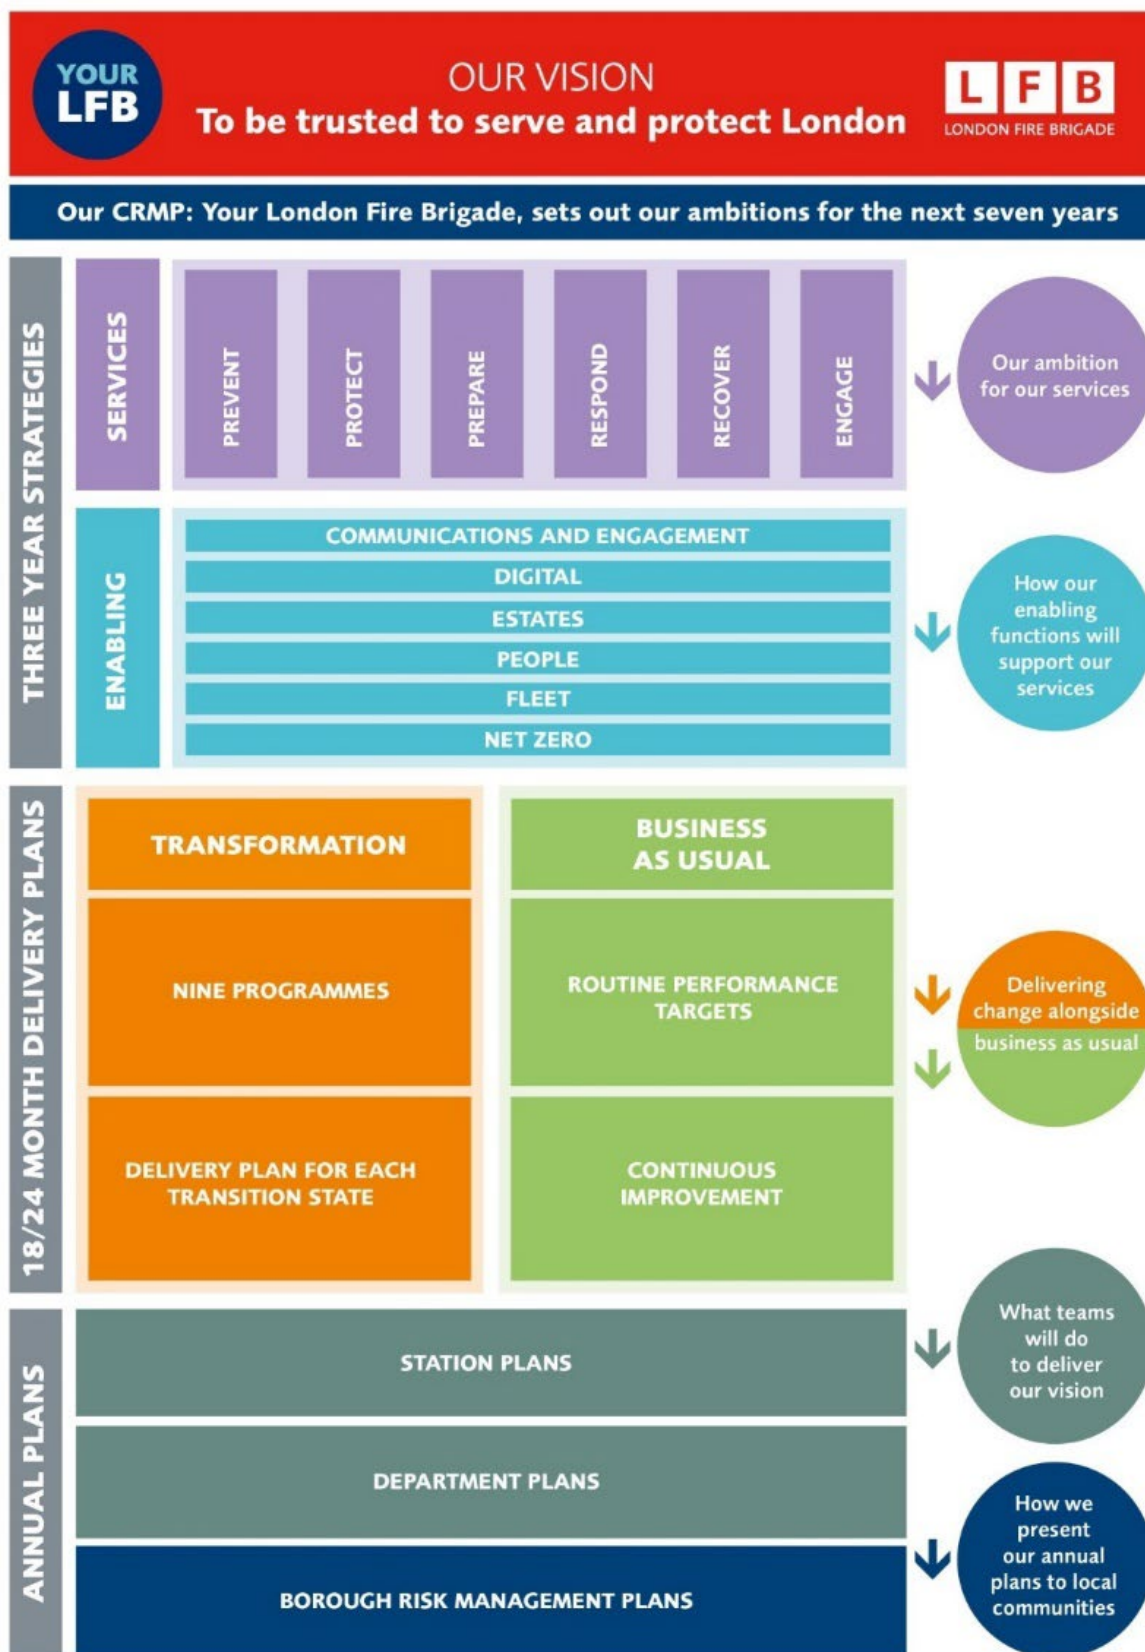 YOUR
LFB
OUR VISION
To be trusted to serve and protect London
L F B
LONDON FIRE BRIGADE
Our CRMP: Your London Fire Brigade, sets out our ambitions for the next seven years
THREE YEAR STRATEGIES
SERVICES
PREVENT
PROTECT
PREPARE
RESPOND
RECOVER
ENGAGE
Our ambition
for our services
ENABLING
COMMUNICATIONS AND ENGAGEMENT
DIGITAL
ESTATES
PEOPLE
FLEET
NET ZERO
How our
enabling
functions will
support our
services
18/24 MONTH DELIVERY PLANS
TRANSFORMATION
NINE PROGRAMMES
DELIVERY PLAN FOR EACH
TRANSITION STATE
BUSINESS
AS USUAL
ROUTINE PERFORMANCE
TARGETS
CONTINUOUS
IMPROVEMENT
Delivering
change alongside
business as usual
ANNUAL PLANS
STATION PLANS
DEPARTMENT PLANS
BOROUGH RISK MANAGEMENT PLANS
What teams
will do
to deliver
our vision
How we
present
our annual
plans to local
communities